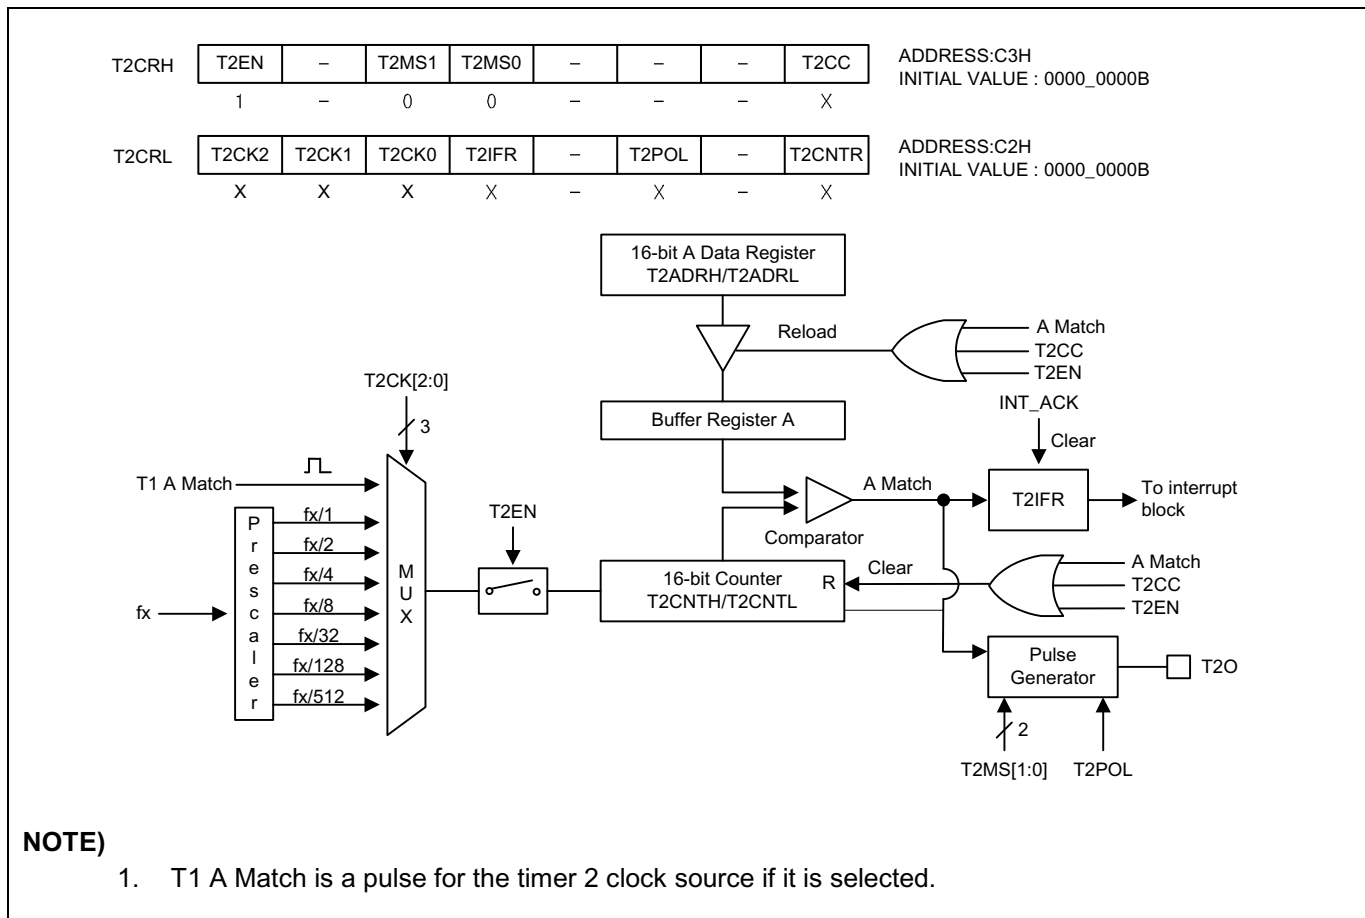 T2CRH T2EN – T2MS1 T2MS0 – – – T2CC ADDRESS:C3H
INITIAL VALUE : 0000_0000B
1 – 0 0 – – – X
T2CRL T2CK2 T2CK1 T2CK0 T2IFR – T2POL – T2CNTR ADDRESS:C2H
INITIAL VALUE : 0000_0000B
X X X X – X – X
16-bit A Data Register
T2ADRH/T2ADRL
Reload
A Match
T2CC
T2EN
T2CK[2:0]
3
Buffer Register A
INT_ACK
Clear
T1 A Match
Prescaler
fx/1
fx/2
fx/4
fx/8
fx/32
fx/128
fx/512
fx
MUX
T2EN
A Match
Comparator
T2IFR
To interrupt
block
16-bit Counter
T2CNTH/T2CNTL
R
Clear
A Match
T2CC
T2EN
Pulse
Generator
T2O
2
T2MS[1:0]
T2POL
NOTE)
1. T1 A Match is a pulse for the timer 2 clock source if it is selected.